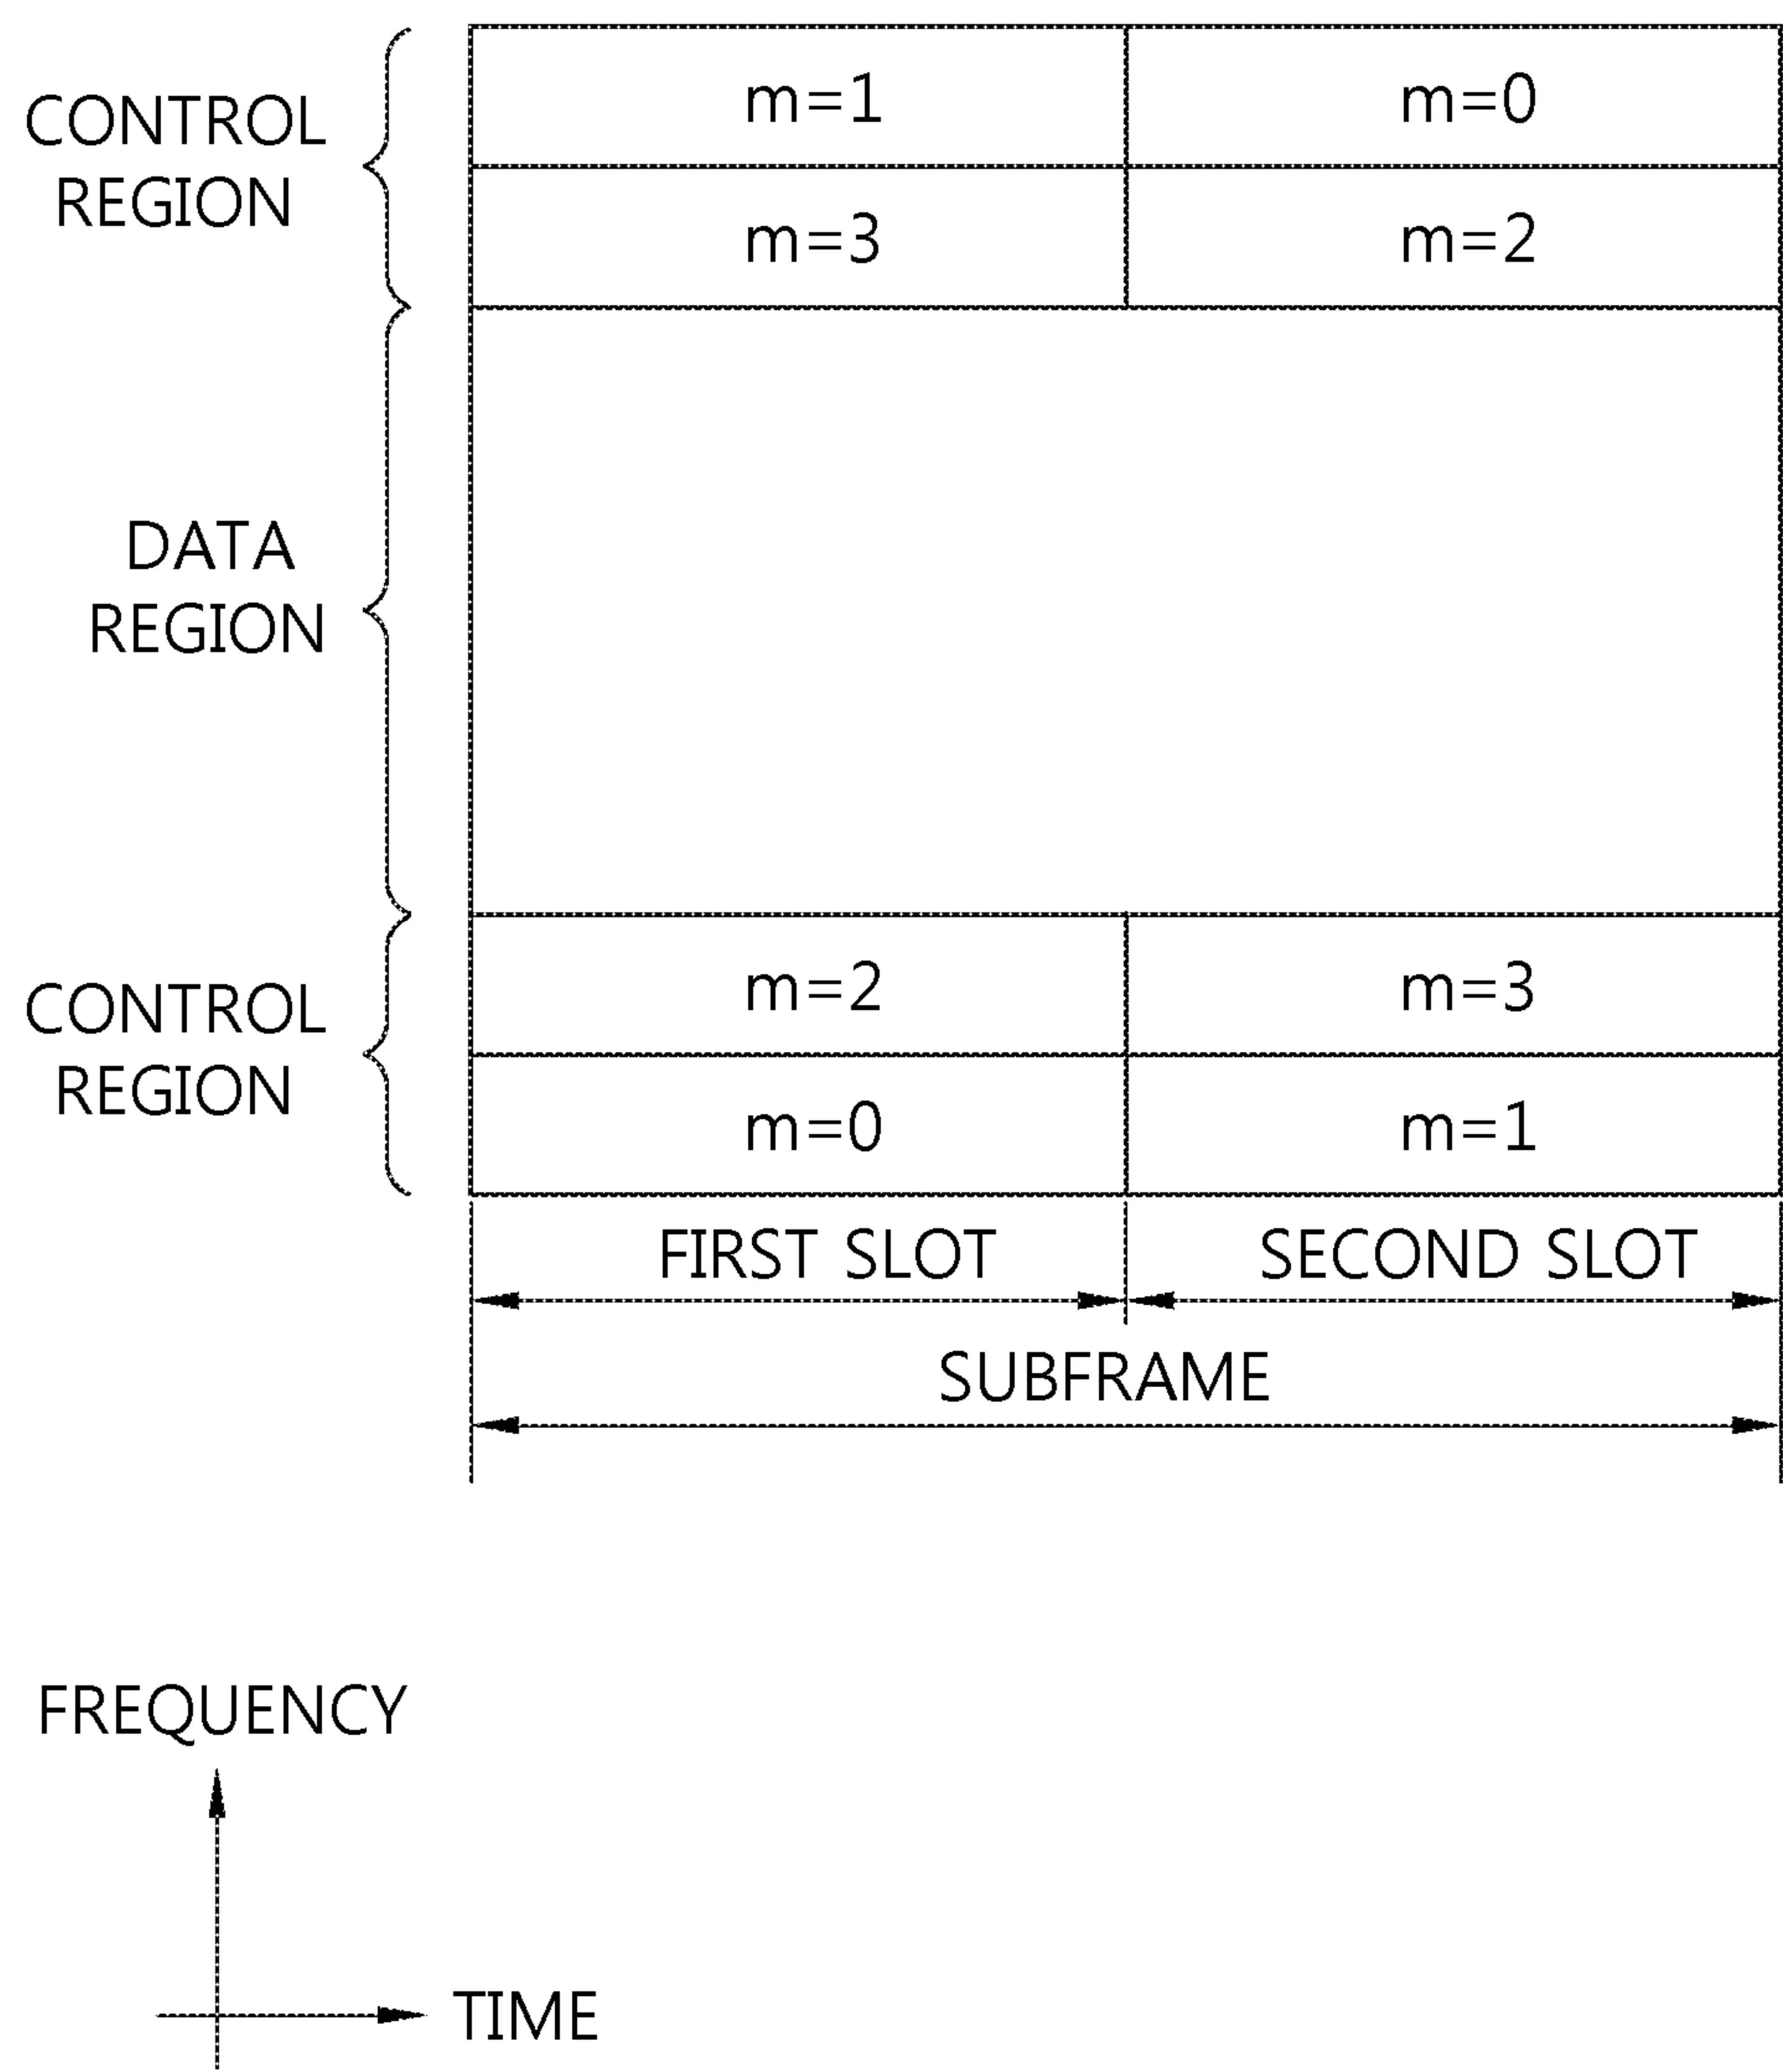 m=1 m=0
CONTROL
REGION
m=3 m=2
DATA
REGION
m=2 m=3
CONTROL
REGION
m=0 m=1
FIRST SLOT SECOND SLOT
SUBFRAME
FREQUENCY
TIME